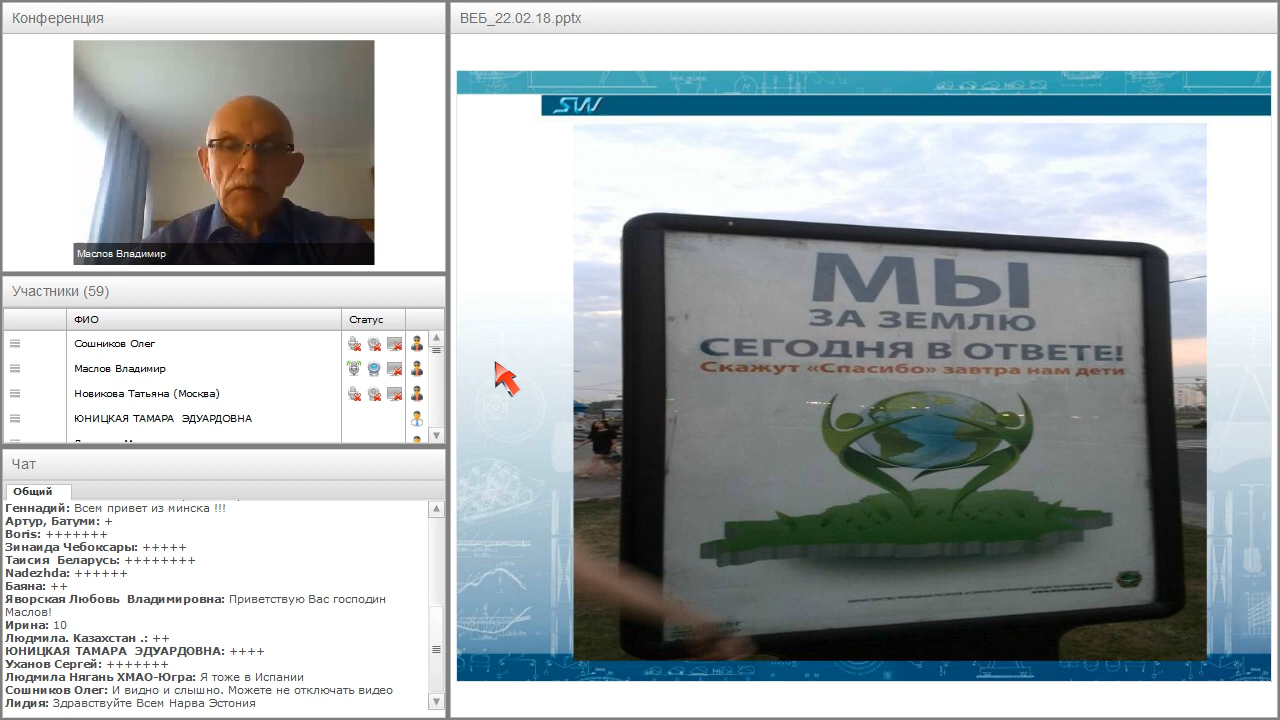 Конференция
Маслов Владимир
Участники (59)
ФИО
Статус
Сошников Олег
Маслов Владимир
Новикова Татьяна (Москва)
ЮНИЦКАЯ ТАМАРА ЭДУАРДОВНА
Чат
Общий
Геннадий: Всем привет из минска !!!
Артур, Батуми: +
Boris: +++++++
Зинаида Чебоксары: +++++
Таисия Беларусь: ++++++++
Nadezhda: ++++++
Баяна: ++
Яворская Любовь Владимировна: Приветствую Вас господин
Маслов!
Ирина: 10
Людмила. Казахстан .: ++
ЮНИЦКАЯ ТАМАРА ЭДУАРДОВНА: ++++
Уханов Сергей: +++++++
Людмила Нягань ХМАО-Югра: Я тоже в Испании
Сошников Олег: И видно и слышно. Можете не отключать видео
Лидия: Здравствуйте Всем Нарва Эстония
ВЕБ_22.02.18.pptx
SW
МЫ
ЗА ЗЕМЛЮ
СЕГОДНЯ В ОТВЕТЕ!
Скажут «Спасибо» завтра нам дети